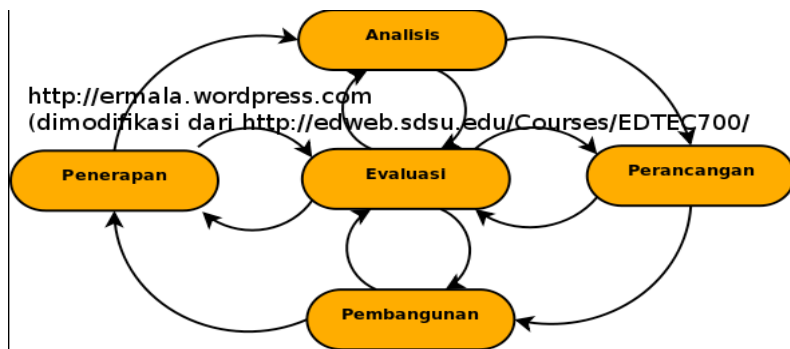 Analisis
http://ermala.wordpress.com
(dimodifikasi dari http://edweb.sdsu.edu/Courses/EDTEC700/
Penerapan
Evaluasi
Perancangan
Pembangunan